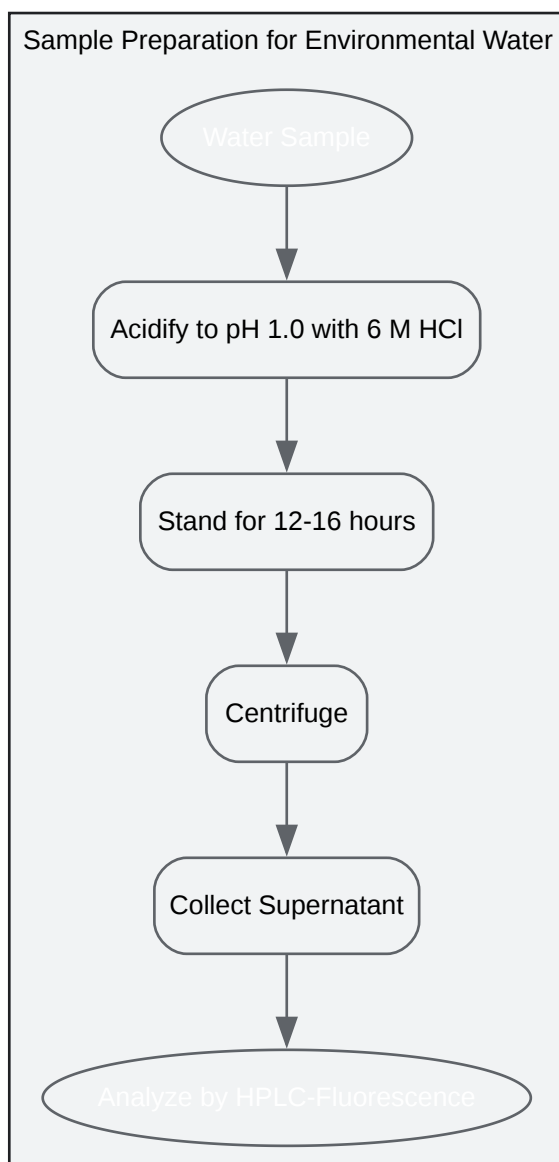 Sample Preparation for Environmental Water
Water Sample
Acidify to pH 1.0 with 6 M HCl
Stand for 12-16 hours
Centrifuge
Collect Supernatant
Analyze by HPLC-Fluorescence